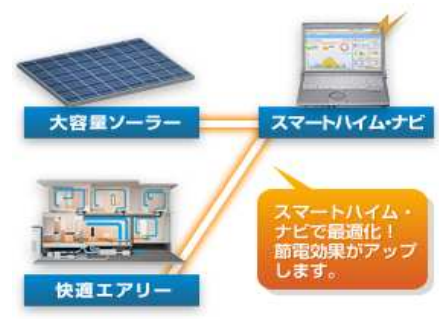 大容量ソーラー
スマートハイム・ナビ
スマートハイム・
ナビで最適化！
節電効果がアップ
します。
快適エアリー